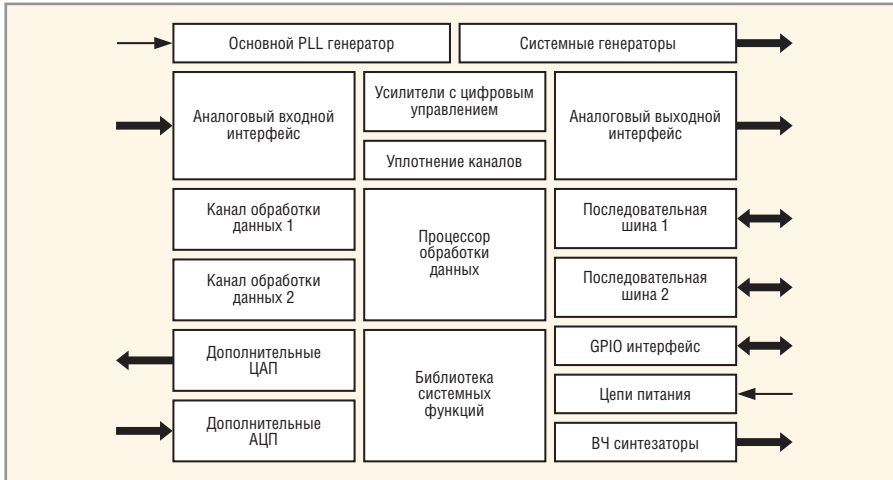 Основной PLL генератор
Системные генераторы
Аналоговый входной
интерфейс
Усилители с цифровым
управлением
Уплотнение каналов
Аналоговый выходной
интерфейс
Канал обработки
данных 1
Канал обработки
данных 2
Процессор
обработки
данных
Последовательная
шина 1
Последовательная
шина 2
Дополнительные
ЦАП
Дополнительные
АЦП
Библиотека
системных
функций
GPIO интерфейс
Цепи питания
ВЧ синтезаторы